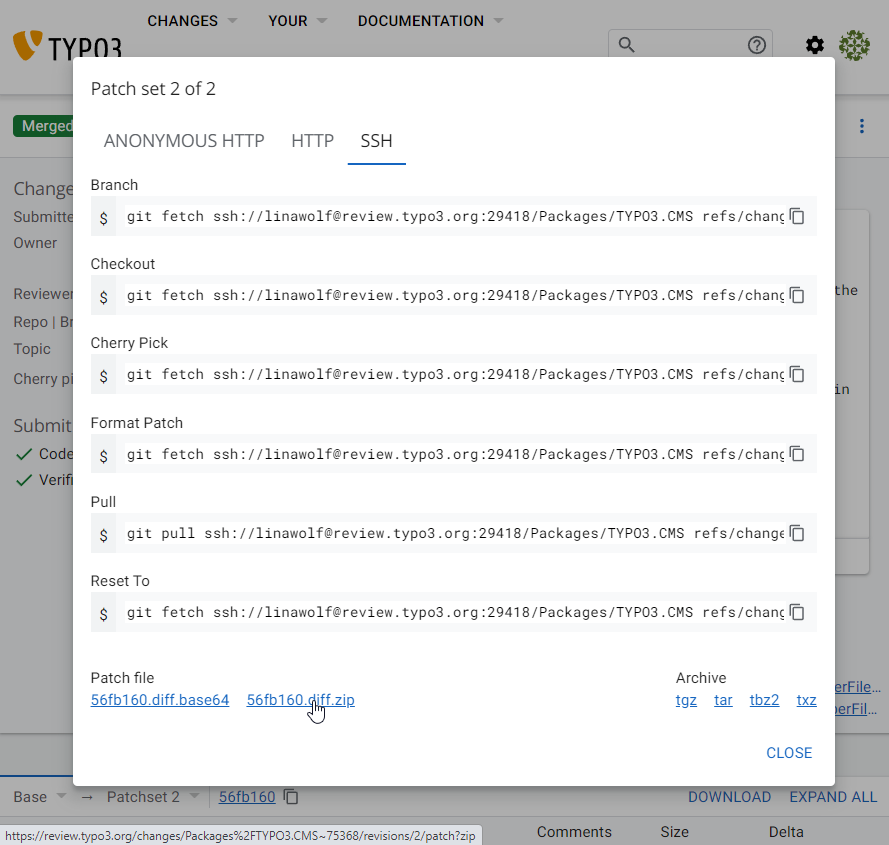 CHANGES YOUR DOCUMENTATION
TYPO3
Merged
Patch set 2 of 2
ANONYMOUS HTTP HTTP SSH
Change
Submitte
Owner
Reviewer
Repo | Br
Topic
Cherry pi
Submit
Code
Verifi
Branch
$ git fetch ssh://linawolf@review.typo3.org:29418/Packages/TYPO3.CMS refs/chang
Checkout
$ git fetch ssh://linawolf@review.typo3.org:29418/Packages/TYPO3.CMS refs/chang
the
Cherry Pick
$ git fetch ssh://linawolf@review.typo3.org:29418/Packages/TYPO3.CMS refs/chang
in
Format Patch
$ git fetch ssh://linawolf@review.typo3.org:29418/Packages/TYPO3.CMS refs/chang
Pull
$ git pull ssh://linawolf@review.typo3.org:29418/Packages/TYPO3.CMS refs/change
Reset To
$ git fetch ssh://linawolf@review.typo3.org:29418/Packages/TYPO3.CMS refs/chang
Patch file
56fb160.diff.base64 56fb160.diff.zip
Archive
tgz tar tbz2 txz
erFile…
perFil…
CLOSE
Base → Patchset 2 56fb160 DOWNLOAD EXPAND ALL
https://review.typo3.org/changes/Packages%2FTYPO3.CMS~75368/revisions/2/patch?zip
Comments Size Delta